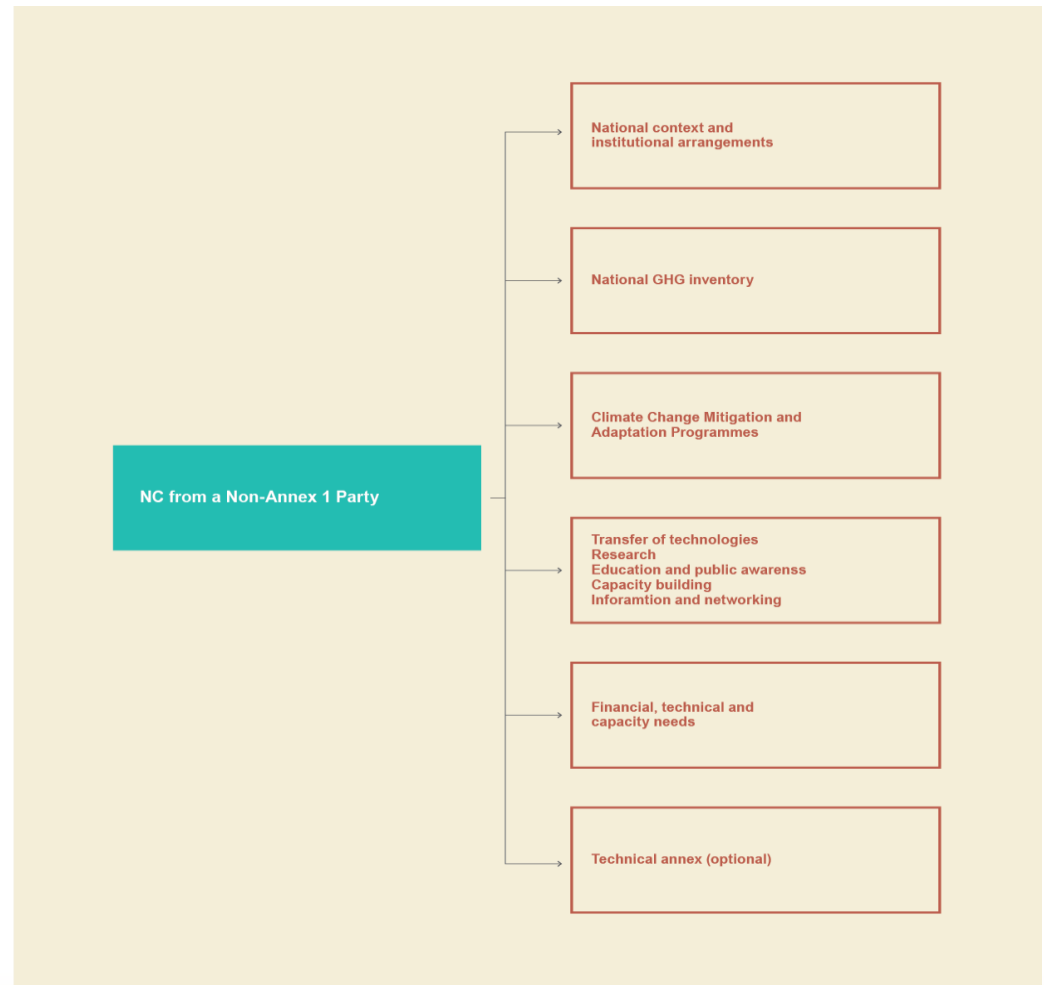 National context and
institutional arrangements
National GHG inventory
Climate Change Mitigation and
Adaptation Programmes
NC from a Non-Annex 1 Party
Transfer of technologies
Research
Education and public awarenss
Capacity building
Inforamtion and networking
Financial, technical and
capacity needs
Technical annex (optional)